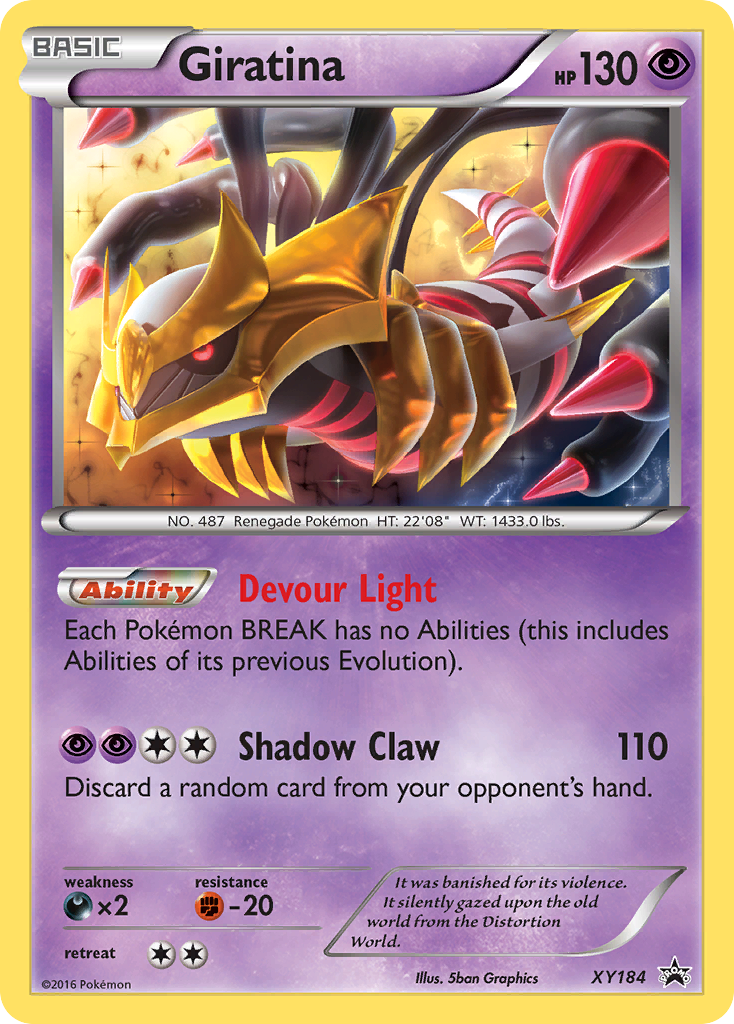 BASIC
Giratina
HP 130
NO. 487 Renegade Pokémon HT: 22'08" WT: 1433.0 lbs.
Ability Devour Light
Each Pokémon BREAK has no Abilities (this includes
Abilities of its previous Evolution).
Shadow Claw 110
Discard a random card from your opponent's hand.
weakness resistance
×2 -20
retreat
It was banished for its violence.
It silently gazed upon the old
world from the Distortion
World.
©2016 Pokémon Illus. 5ban Graphics XY184 PROMO